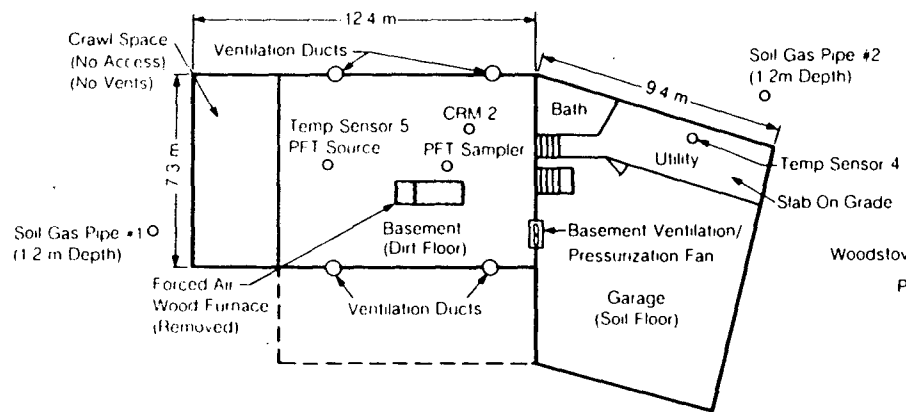 12.4 m
Crawl Space
(No Access)
(No Vents)
Ventilation Ducts
Soil Gas Pipe #2
(1.2m Depth)
9.4 m
Bath
CRM 2
Temp Sensor 5
PFT Source
PFT Sampler
7.3 m
Utility
Temp Sensor 4
Slab On Grade
Soil Gas Pipe #1
(1.2 m Depth)
Basement
(Dirt Floor)
Basement Ventilation/
Pressurization Fan
Woodstov
P
Forced Air
Wood Furnace
(Removed)
Ventilation Ducts
Garage
(Soil Floor)